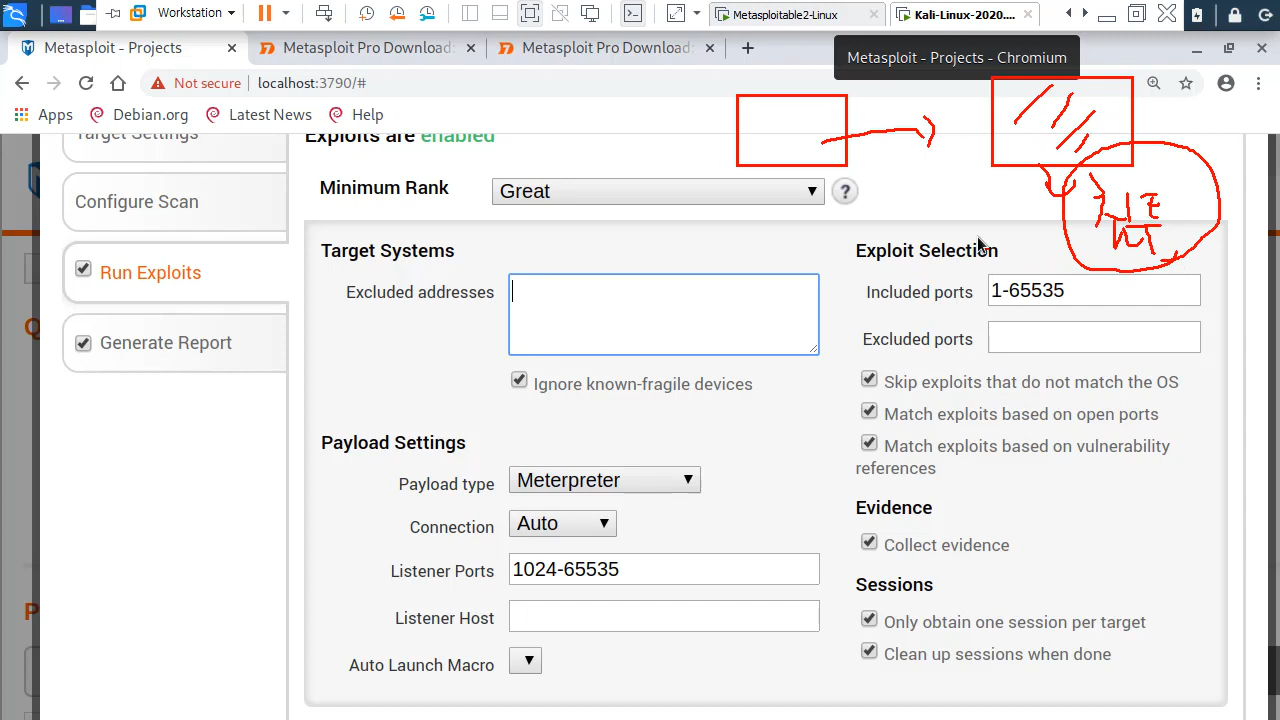 Workstation
Metasploitable2-Linux
Kali-Linux-2020....
Metasploit - Projects
Metasploit Pro Download
Metasploit Pro Download
Metasploit - Projects - Chromium
Not secure
localhost:3790/#
Apps
Debian.org
Latest News
Help
Target Settings
Configure Scan
Run Exploits
Generate Report
Exploits are enabled
Minimum Rank
Great
?
Target Systems
Excluded addresses
Ignore known-fragile devices
Payload Settings
Payload type
Meterpreter
Connection
Auto
Listener Ports
1024-65535
Listener Host
Auto Launch Macro
Exploit Selection
Included ports
1-65535
Excluded ports
Skip exploits that do not match the OS
Match exploits based on open ports
Match exploits based on vulnerability
references
Evidence
Collect evidence
Sessions
Only obtain one session per target
Clean up sessions when done